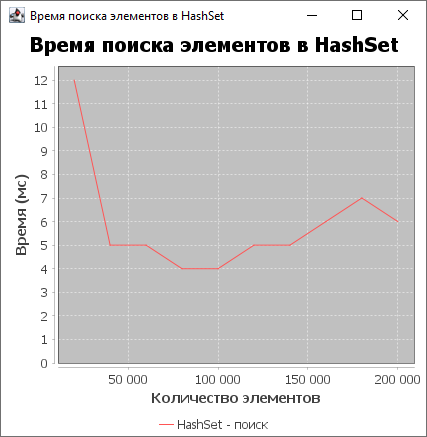 Время поиска элементов в HashSet
Время поиска элементов в HashSet
Время (мс)
12
11
10
9
8
7
6
5
4
3
2
1
0
50 000 100 000 150 000 200 000
Количество элементов
HashSet - поиск